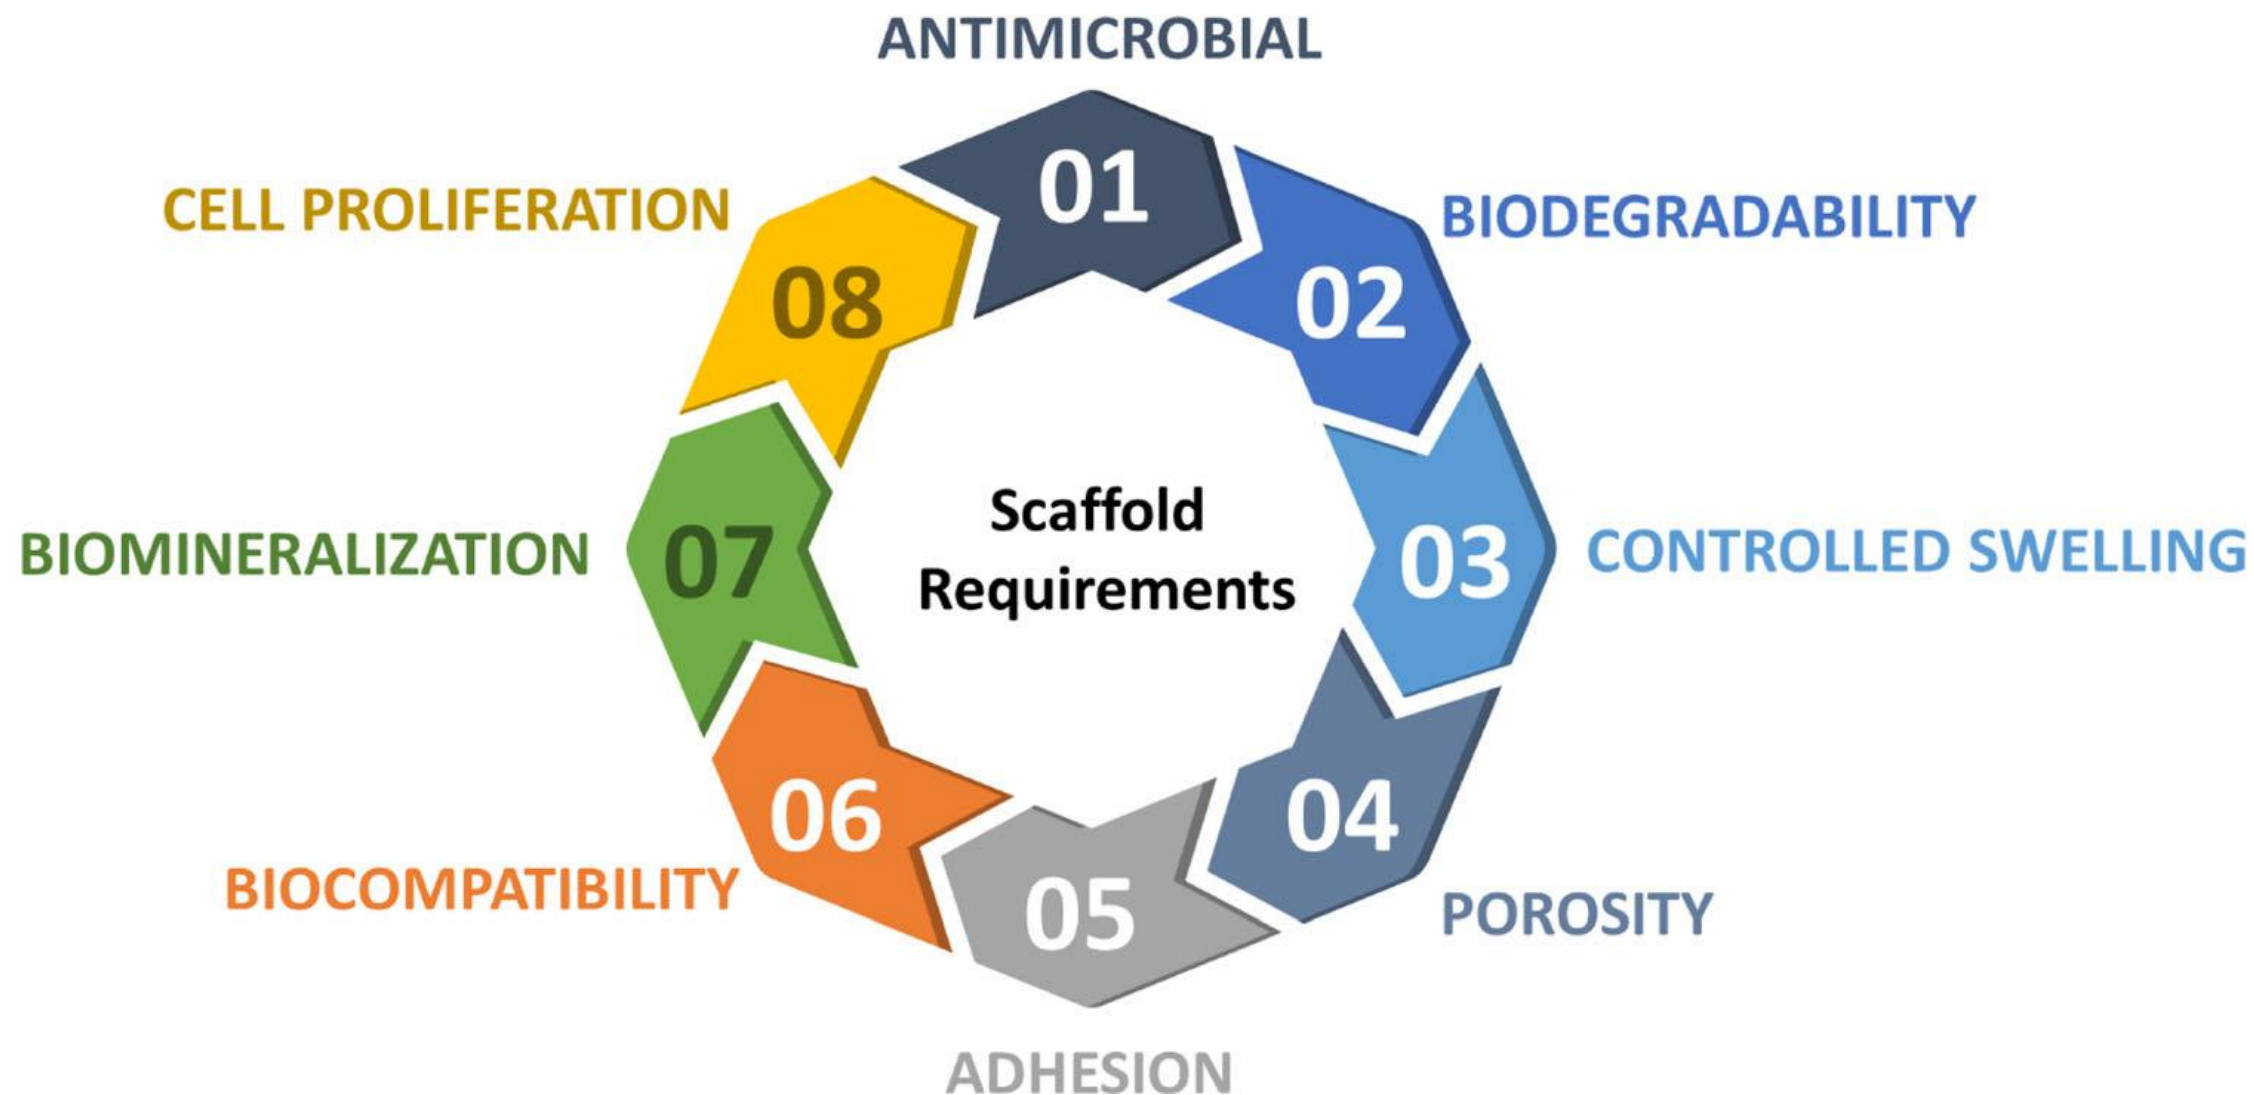 ANTIMICROBIAL
01
BIODEGRADABILITY
02
CONTROLLED SWELLING
03
POROSITY
04
ADHESION
05
BIOCOMPATIBILITY
06
BIOMINERALIZATION
07
CELL PROLIFERATION
08
Scaffold
Requirements